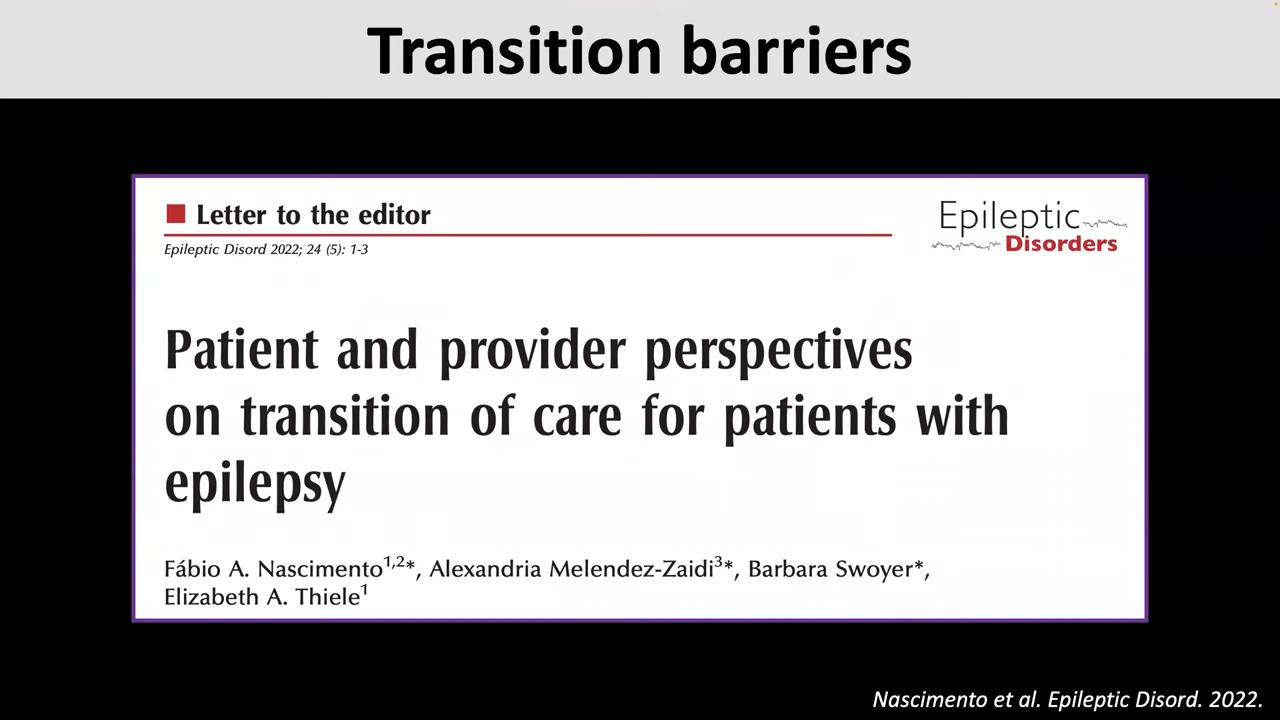 Transition barriers
■ Letter to the editor
Epileptic Disord 2022; 24 (5): 1-3
Epileptic
Disorders
Patient and provider perspectives
on transition of care for patients with
epilepsy
Fábio A. Nascimento1,2*, Alexandria Melendez-Zaidi3*, Barbara Swoyer*,
Elizabeth A. Thiele1
Nascimento et al. Epileptic Disord. 2022.